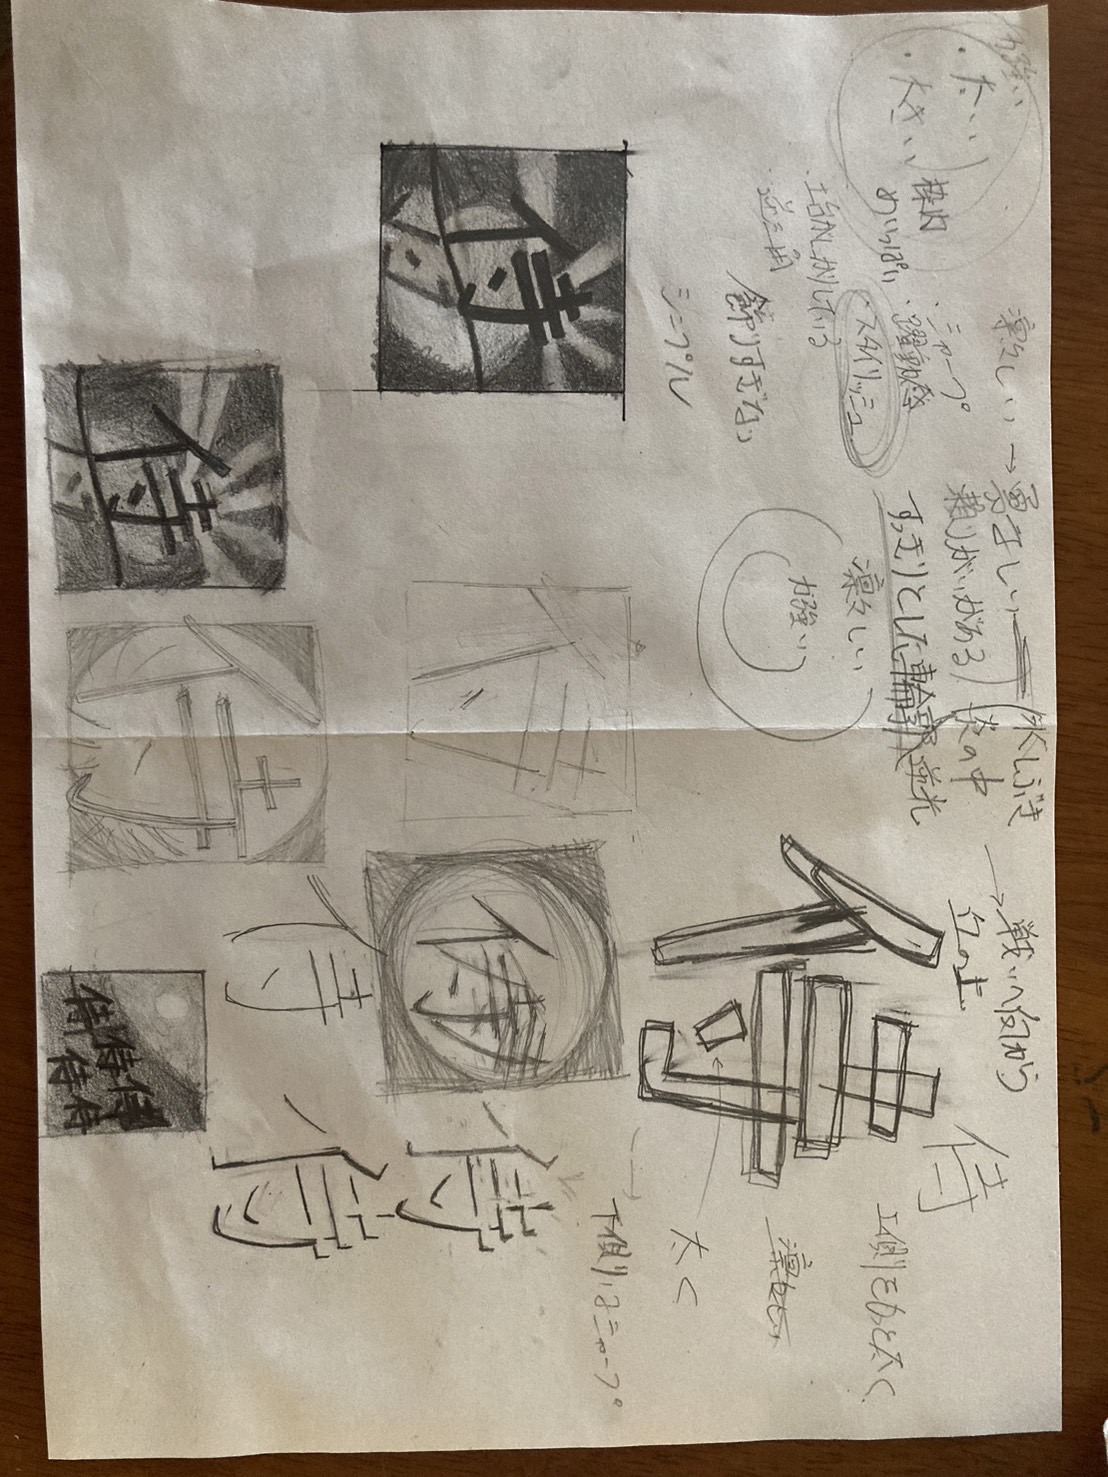 力強い
・太い
・大きい
枠内
めいっぱい
・土台がしっかりしている
・逆三角
凛々しい→勇ましい
頼りがいがある
・シャープ
・躍動感
・スタイリッシュ
すっきりとした輪郭
飾りすぎない
シンプル
凛々しい
力強い
水しぶき
炎の中
逆光
→戦いへ向かう
丘の上
侍
侍
上側をもっと太く
凛々しい
太く
下側はシャープ
侍
侍
侍
侍
侍
侍
侍
侍
侍
侍
侍
侍
侍
侍